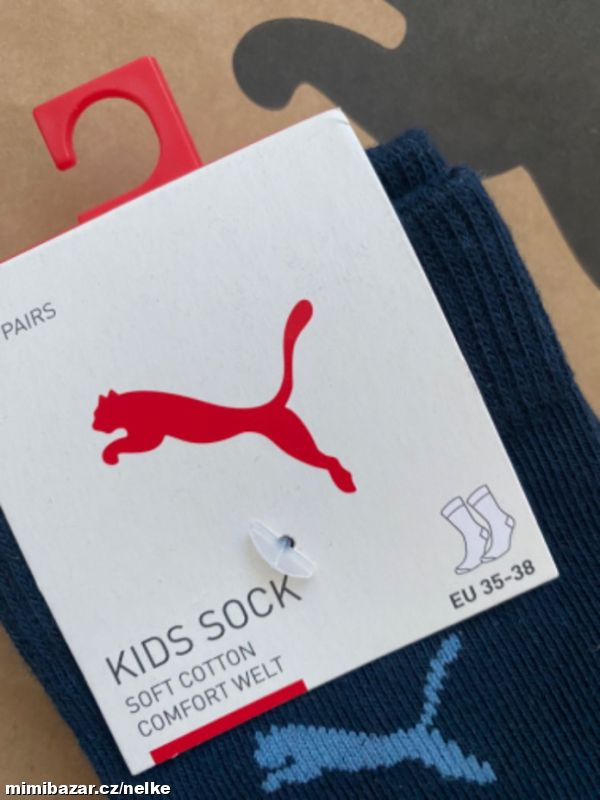 PAIRS
KIDS SOCK
SOFT COTTON
COMFORT WELT
EU 35-38
mimibazar.cz/nelke